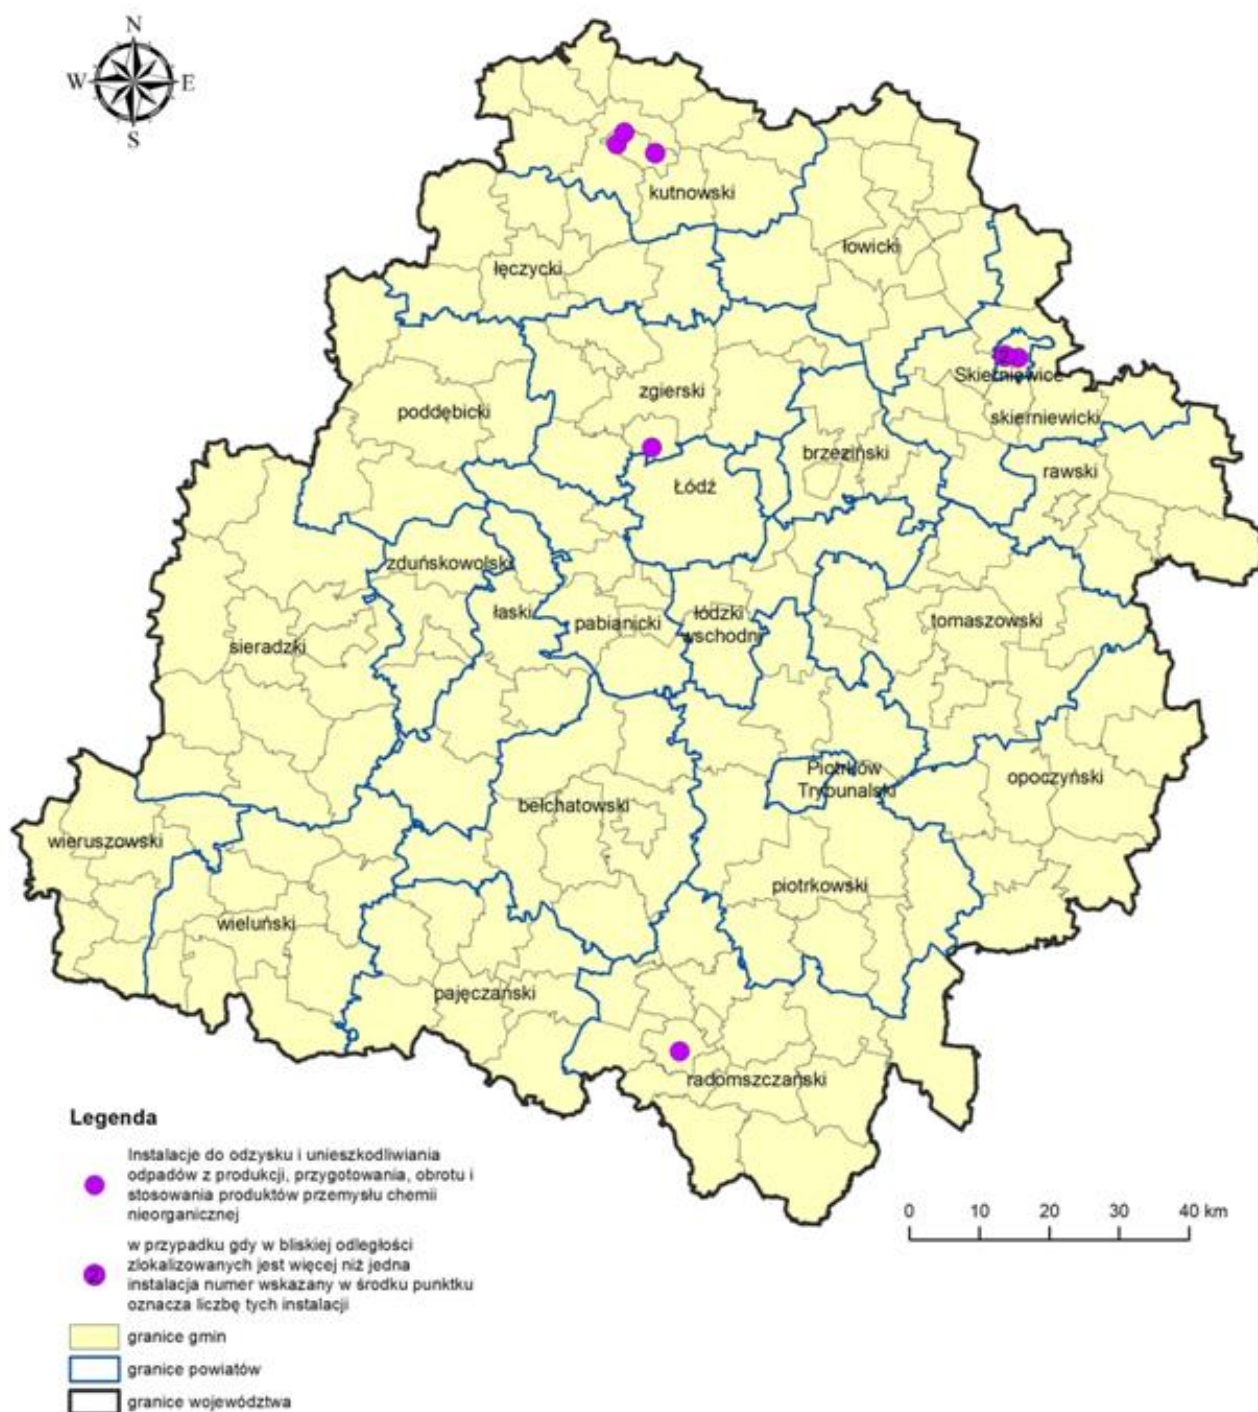 N
W E
S
kutnowski
łowicki
łęczycki
2
Skierniewice
zgierski
poddębicki
skierniewicki
brzeziński
rawski
Łódź
zduńskowolski
łaski
pabianicki
łódzki
wschodni
tomaszowski
sieradzki
Piotrków
Trybunalski
opoczyński
bełchatowski
wieruszowski
piotrkowski
wieluński
pajęczański
radomszczański
Legenda
Instalacje do odzysku i unieszkodliwiania
odpadów z produkcji, przygotowania, obrotu i
stosowania produktów przemysłu chemii
nieorganicznej
w przypadku gdy w bliskiej odległości
zlokalizowanych jest więcej niż jedna
2 instalacja numer wskazany w środku punktku
oznacza liczbę tych instalacji
granice gmin
granice powiatów
granice województwa
0 10 20 30 40 km